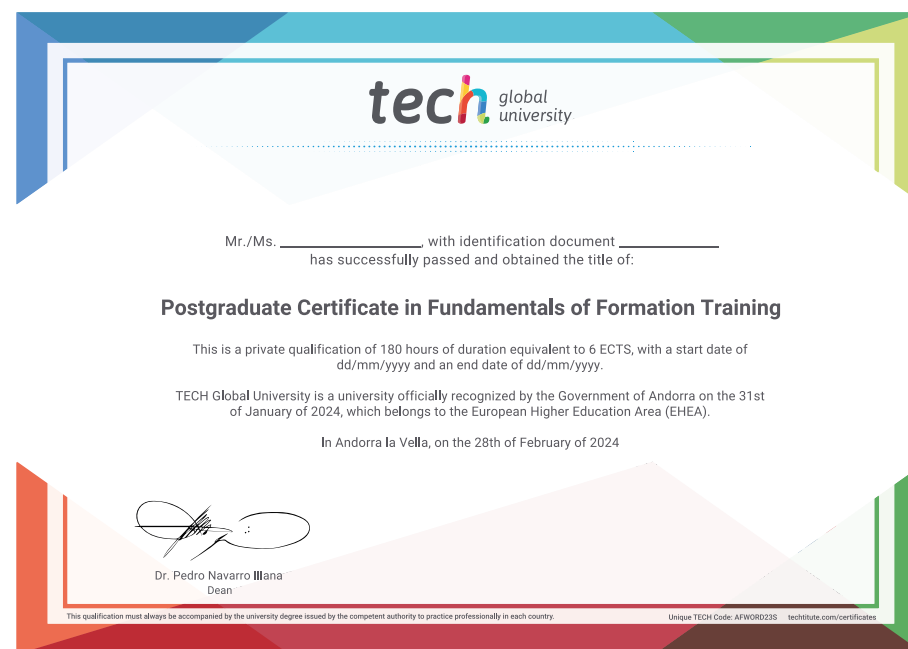 tech global university
Mr./Ms. ____________, with identification document ____________
has successfully passed and obtained the title of:
Postgraduate Certificate in Fundamentals of Formation Training
This is a private qualification of 180 hours of duration equivalent to 6 ECTS, with a start date of
dd/mm/yyyy and an end date of dd/mm/yyyy.
TECH Global University is a university officially recognized by the Government of Andorra on the 31st
of January of 2024, which belongs to the European Higher Education Area (EHEA).
In Andorra la Vella, on the 28th of February of 2024
Dr. Pedro Navarro Illana
Dean
This qualification must always be accompanied by the university degree issued by the competent authority to practice professionally in each country.
Unique TECH Code: AFWORD23S techtitute.com/certificates